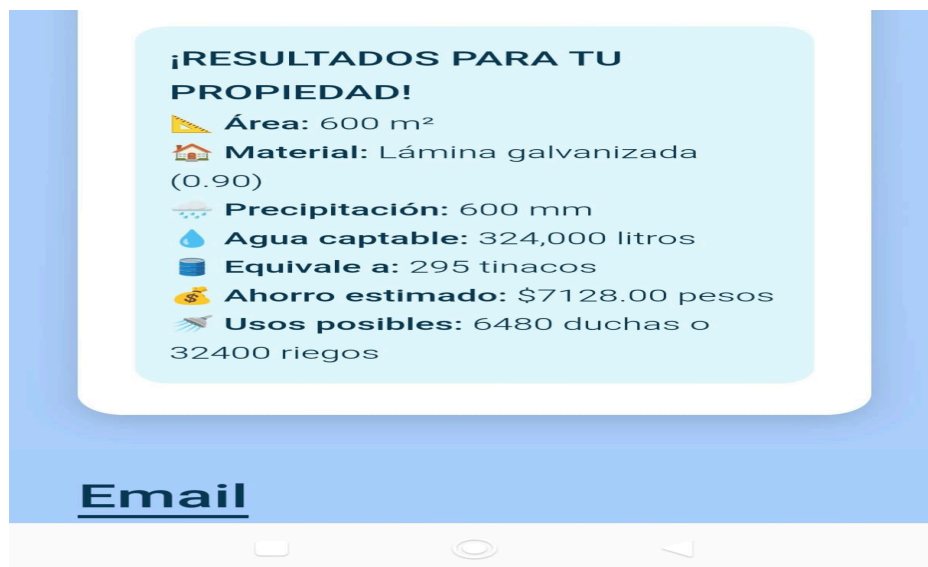 ¡RESULTADOS PARA TU
PROPIEDAD!
📐 Área: 600 m²
🏠 Material: Lámina galvanizada
(0.90)
🌧️ Precipitación: 600 mm
💧 Agua captable: 324,000 litros
🛢️ Equivale a: 295 tinacos
💰 Ahorro estimado: $7128.00 pesos
🚿 Usos posibles: 6480 duchas o
32400 riegos
Email